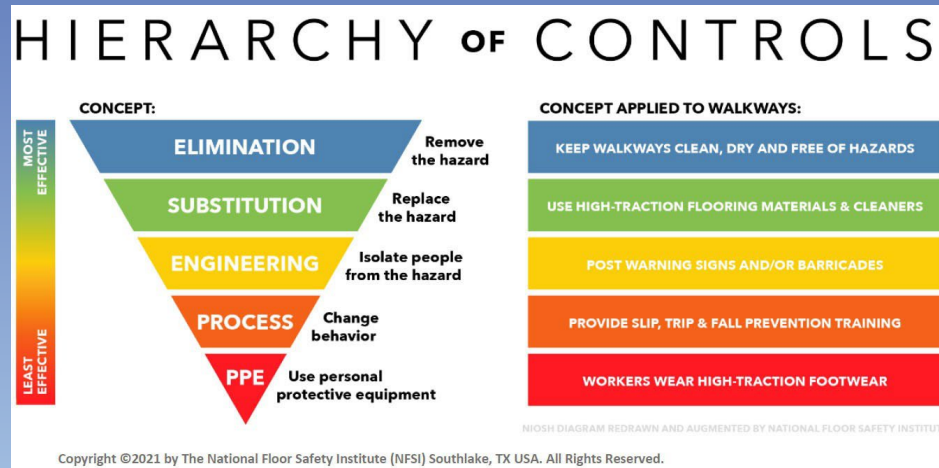 HIERARCHY OF CONTROLS
CONCEPT:
MOST
EFFECTIVE
LEAST
EFFECTIVE
ELIMINATION
Remove
the hazard
SUBSTITUTION
Replace
the hazard
ENGINEERING
Isolate people
from the hazard
PROCESS
Change
behavior
PPE
Use personal
protective equipment
CONCEPT APPLIED TO WALKWAYS:
KEEP WALKWAYS CLEAN, DRY AND FREE OF HAZARDS
USE HIGH-TRACTION FLOORING MATERIALS & CLEANERS
POST WARNING SIGNS AND/OR BARRICADES
PROVIDE SLIP, TRIP & FALL PREVENTION TRAINING
WORKERS WEAR HIGH-TRACTION FOOTWEAR
NIOSH DIAGRAM REDRAWN AND AUGMENTED BY NATIONAL FLOOR SAFETY INSTITUT
Copyright ©2021 by The National Floor Safety Institute (NFSI) Southlake, TX USA. All Rights Reserved.